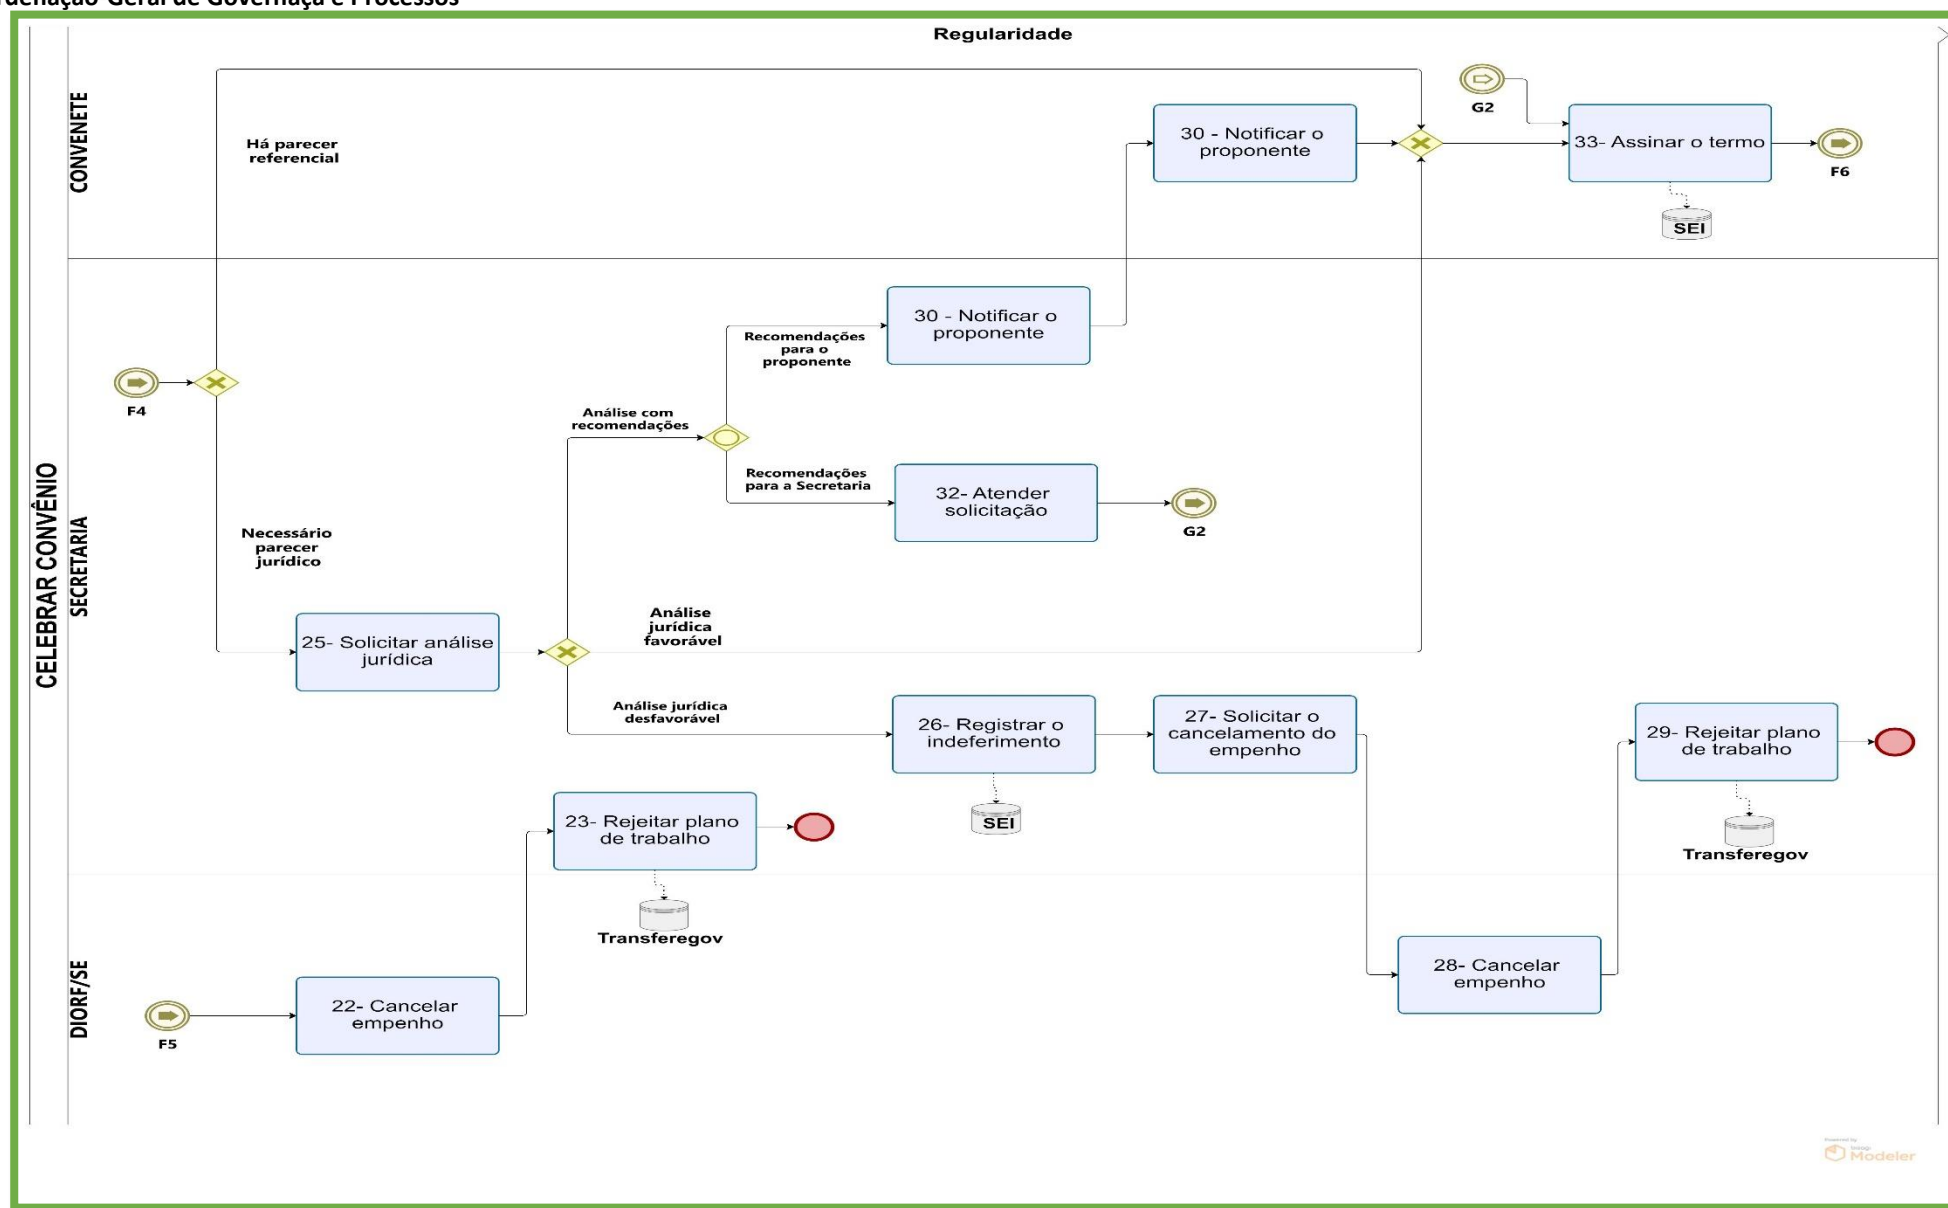 rdenação-Geral de Governaça e Processos
Regularidade
CELEBRAR CONVÊNIO
CONVENETE
Há parecer
referencial
30 - Notificar o
proponente
G2
33- Assinar o termo
F6
SEI
SECRETARIA
F4
Recomendações
para o
proponente
30 - Notificar o
proponente
Análise com
recomendações
Recomendações
para a Secretaria
32- Atender
solicitação
G2
Necessário
parecer
jurídico
25- Solicitar análise
jurídica
Análise
jurídica
favorável
Análise jurídica
desfavorável
26- Registrar o
indeferimento
SEI
27- Solicitar o
cancelamento do
empenho
29- Rejeitar plano
de trabalho
Transferegov
23- Rejeitar plano
de trabalho
Transferegov
DIORF/SE
F5
22- Cancelar
empenho
28- Cancelar
empenho
Powered by
Modeler